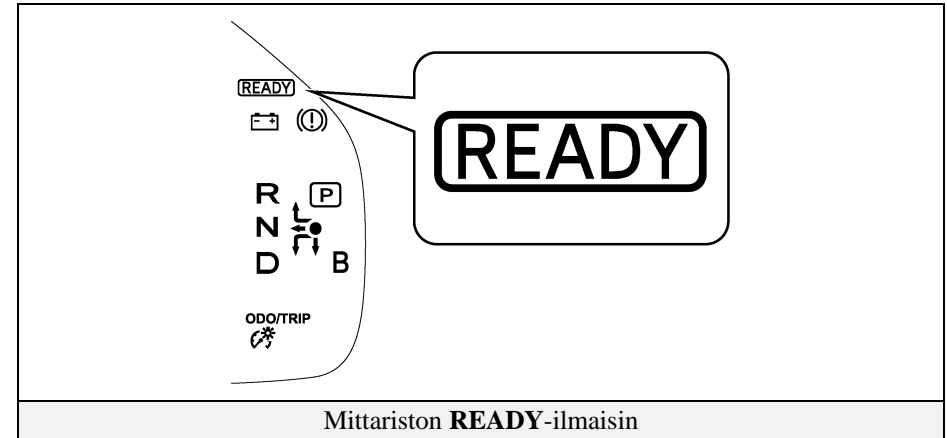 READY
READY
R P
N
D B
ODO/TRIP
Mittariston READY-ilmaisin